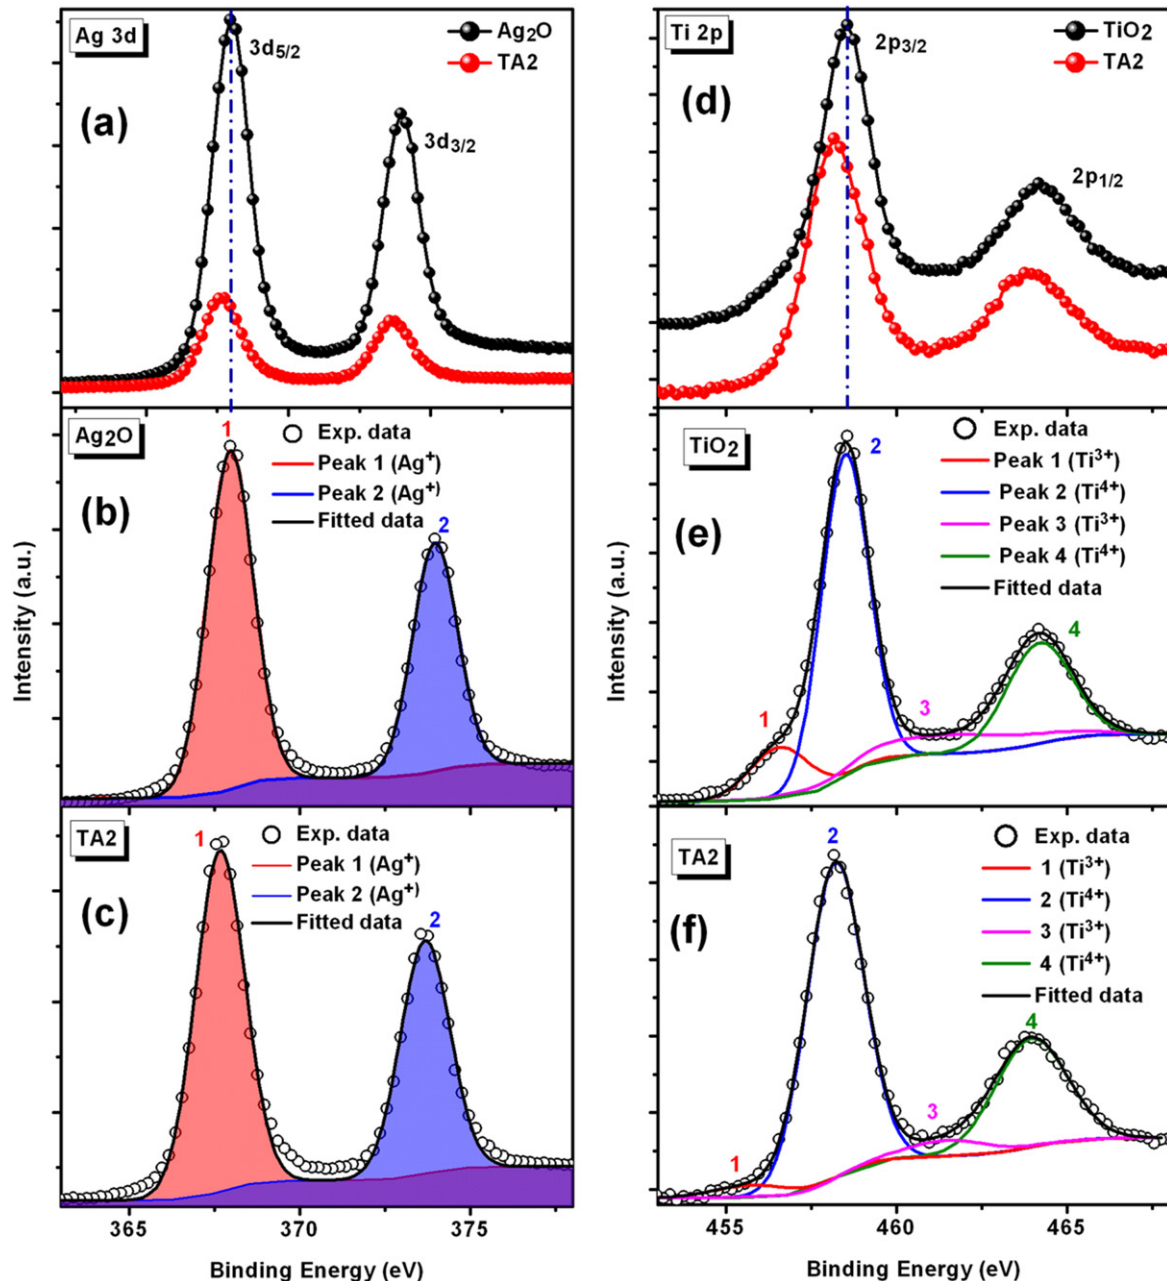 Ag 3d
3d5/2
Ag2O
TA2
(a)
3d3/2
Ag2O
1
Exp. data
Peak 1 (Ag+)
Peak 2 (Ag+)
Fitted data
(b)
2
TA2
1
Exp. data
Peak 1 (Ag+)
Peak 2 (Ag+)
Fitted data
(c)
2
Intensity (a.u.)
365
370
375
Binding Energy (eV)
Ti 2p
2p3/2
TiO2
TA2
(d)
2p1/2
TiO2
2
Exp. data
Peak 1 (Ti3+)
Peak 2 (Ti4+)
Peak 3 (Ti3+)
Peak 4 (Ti4+)
Fitted data
(e)
1
3
4
TA2
2
Exp. data
1 (Ti3+)
2 (Ti4+)
3 (Ti3+)
4 (Ti4+)
Fitted data
(f)
1
3
4
Intensity (a.u.)
455
460
465
Binding Energy (eV)